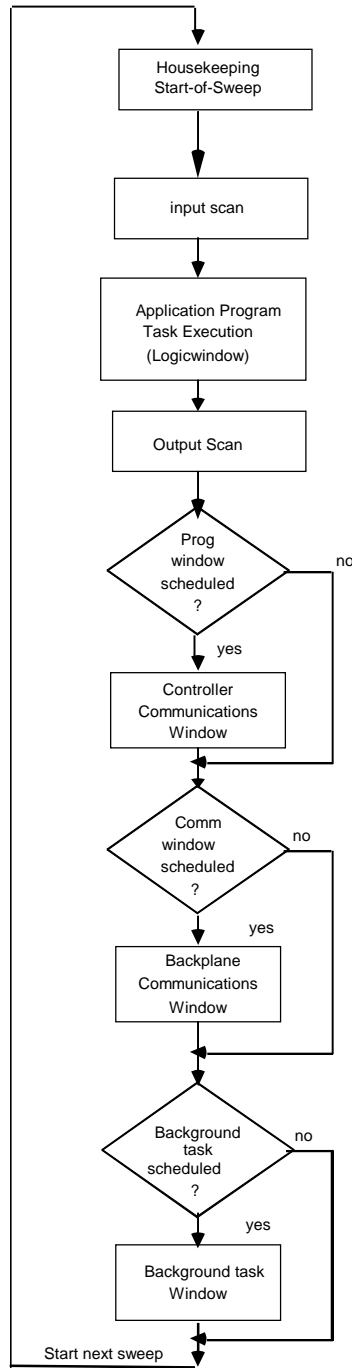 Housekeeping
Start-of-Sweep
input scan
Application Program
Task Execution
(Logicwindow)
Output Scan
Prog
window
scheduled
?
no
yes
Controller
Communications
Window
Comm
window
scheduled
?
no
yes
Backplane
Communications
Window
Background
task
scheduled
?
no
yes
Background task
Window
Start next sweep